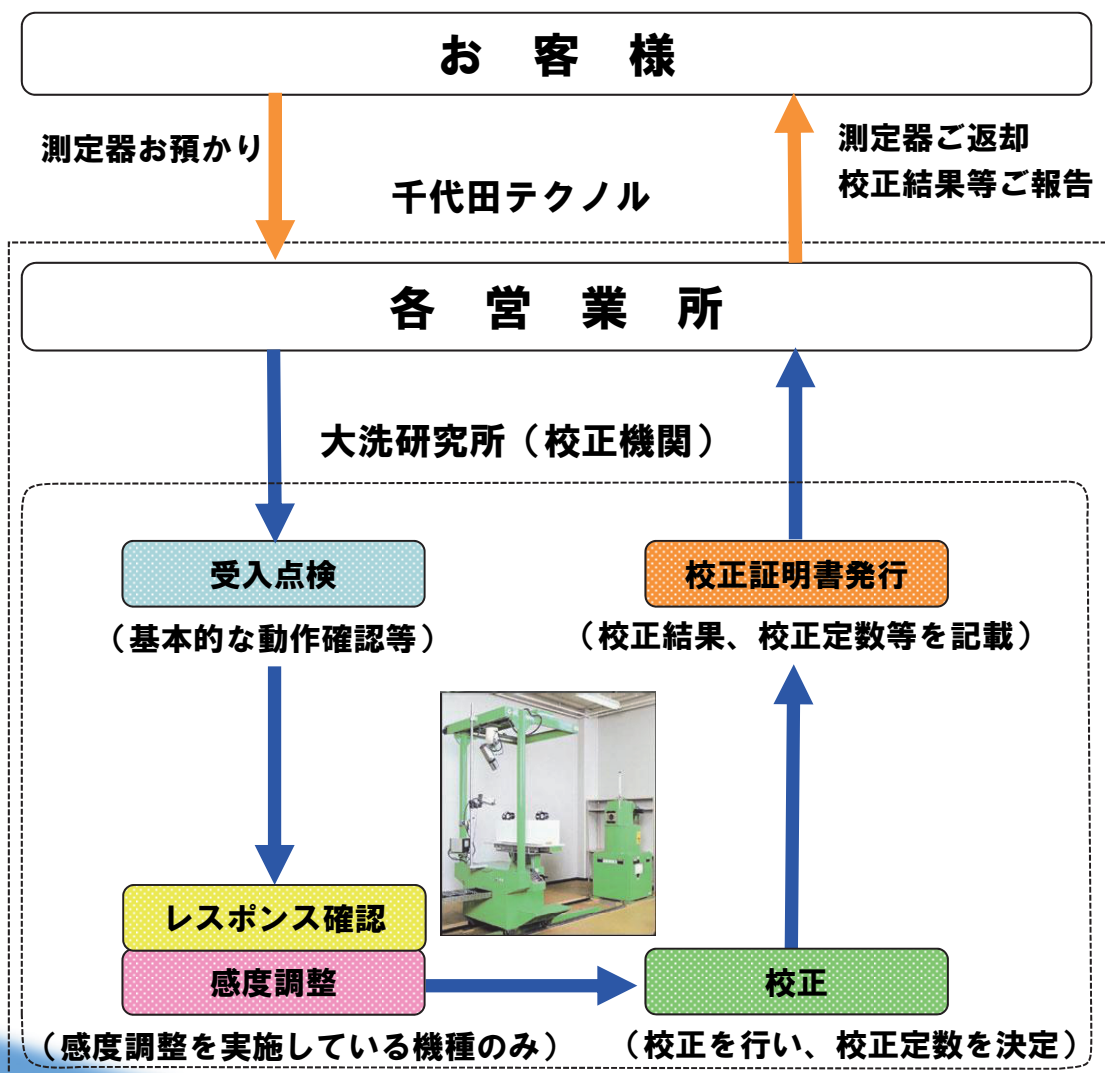 お客様
測定器お預かり
測定器ご返却
校正結果等ご報告
千代田テクノル
各営業所
大洗研究所（校正機関）
受入点検
（基本的な動作確認等）
校正証明書発行
（校正結果、校正定数等を記載）
レスポンス確認
感度調整
（感度調整を実施している機種のみ）
校正
（校正を行い、校正定数を決定）